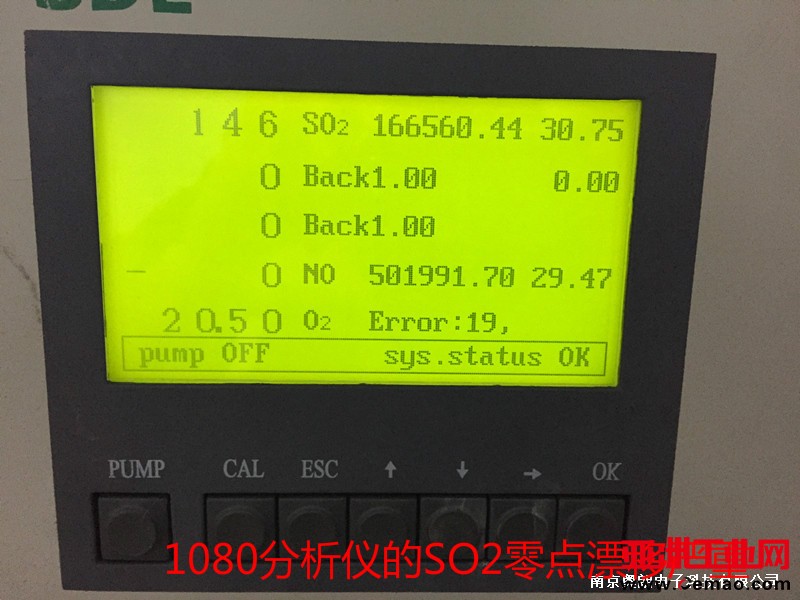 146 SO2 166560.44 30.75
0 Back1.00 0.00
0 Back1.00
- 0 NO 501991.70 29.47
20.50 O2 Error:19,
pump OFF sys.status OK
PUMP CAL ESC ↑ ↓ → OK
1080分析仪的SO2零点漂